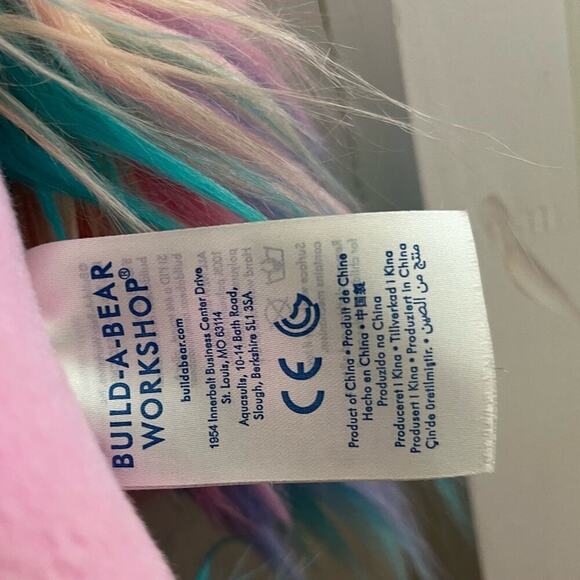 BUILD-A-BEAR
WORKSHOP®
buildabear.com
1954 Innerbelt Business Center Drive
St. Louis, MO 63114
Aquasulis, 10-14 Bath Road,
Slough, Berkshire SL1 3SA
CE
Product of China • Produit de Chine
Hecho en China • 中国製
Produzido na China
Produceret i Kina • Tillverkad i Kina
Produsert i Kina • Produziert in China
Çin'de üretilmiştir. • منتج من الصين